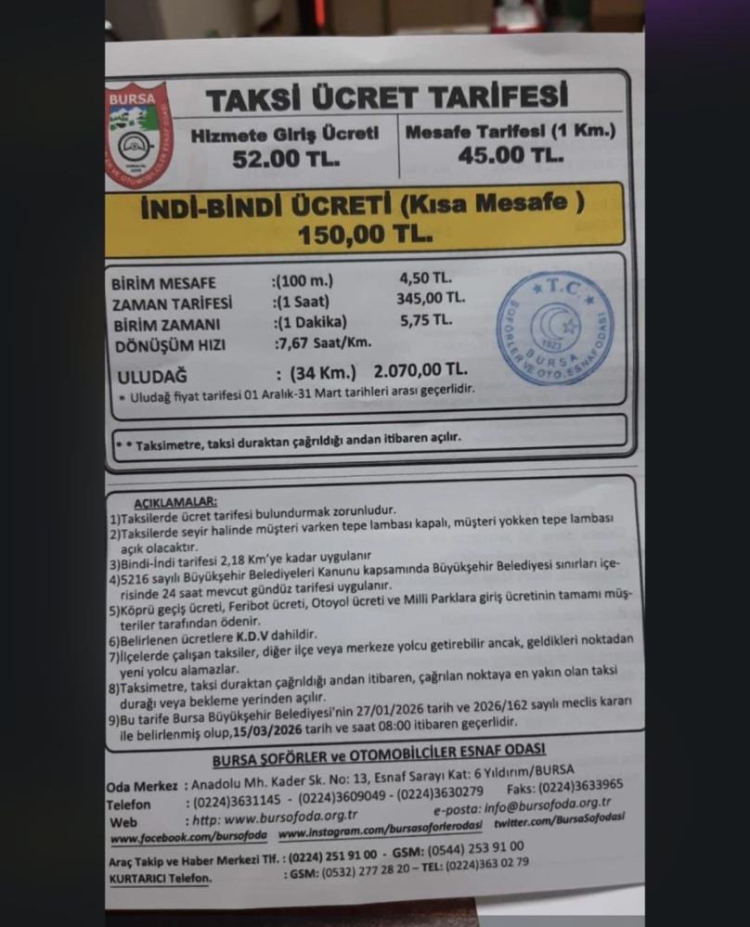 BURSA
TAKSİ ÜCRET TARİFESİ
Hizmete Giriş Ücreti
52.00 TL.
Mesafe Tarifesi (1 Km.)
45.00 TL.
İNDİ-BİNDİ ÜCRETİ (Kısa Mesafe )
150,00 TL.
BİRİM MESAFE :(100 m.) 4,50 TL.
ZAMAN TARİFESİ :(1 Saat) 345,00 TL.
BİRİM ZAMANI :(1 Dakika) 5,75 TL.
DÖNÜŞÜM HIZI :7,67 Saat/Km.
ULUDAĞ : (34 Km.) 2.070,00 TL.
* Uludağ fiyat tarifesi 01 Aralık-31 Mart tarihleri arası geçerlidir.
T.C.
1923
BURSA
ŞOFÖRLER VE OTO. ESNAF ODASI
* * Taksimetre, taksi duraktan çağrıldığı andan itibaren açılır.
AÇIKLAMALAR:
1)Taksilerde ücret tarifesi bulundurmak zorunludur.
2)Taksilerde seyir halinde müşteri varken tepe lambası kapalı, müşteri yokken tepe lambası
açık olacaktır.
3)Bindi-İndi tarifesi 2,18 Km'ye kadar uygulanır
4)5216 sayılı Büyükşehir Belediyeleri Kanunu kapsamında Büyükşehir Belediyesi sınırları içe-
risinde 24 saat mevcut gündüz tarifesi uygulanır.
5)Köprü geçiş ücreti, Feribot ücreti, Otoyol ücreti ve Milli Parklara giriş ücretinin tamamı müş-
teriler tarafından ödenir.
6)Belirlenen ücretlere K.D.V dahildir.
7)İlçelerde çalışan taksiler, diğer ilçe veya merkeze yolcu getirebilir ancak, geldikleri noktadan
yeni yolcu alamazlar.
8)Taksimetre, taksi duraktan çağrıldığı andan itibaren, çağrılan noktaya en yakın olan taksi
durağı veya bekleme yerinden açılır.
9)Bu tarife Bursa Büyükşehir Belediyesi'nin 27/01/2026 tarih ve 2026/162 sayılı meclis kararı
ile belirlenmiş olup,15/03/2026 tarih ve saat 08:00 itibaren geçerlidir.
BURSA ŞOFÖRLER ve OTOMOBİLCİLER ESNAF ODASI
Oda Merkez : Anadolu Mh. Kader Sk. No: 13, Esnaf Sarayı Kat: 6 Yıldırım/BURSA
Telefon : (0224)3631145 - (0224)3609049 - (0224)3630279 Faks: (0224)3633965
Web : http: www.bursofoda.org.tr e-posta: info@bursofoda.org.tr
www.facebook.com/bursofoda www.instagram.com/bursasoforlerodasi twitter.com/BursaSofodasi
Araç Takip ve Haber Merkezi Tlf. : (0224) 251 91 00 - GSM: (0544) 253 91 00
KURTARICI Telefon. : GSM: (0532) 277 28 20 – TEL: (0224)363 02 79